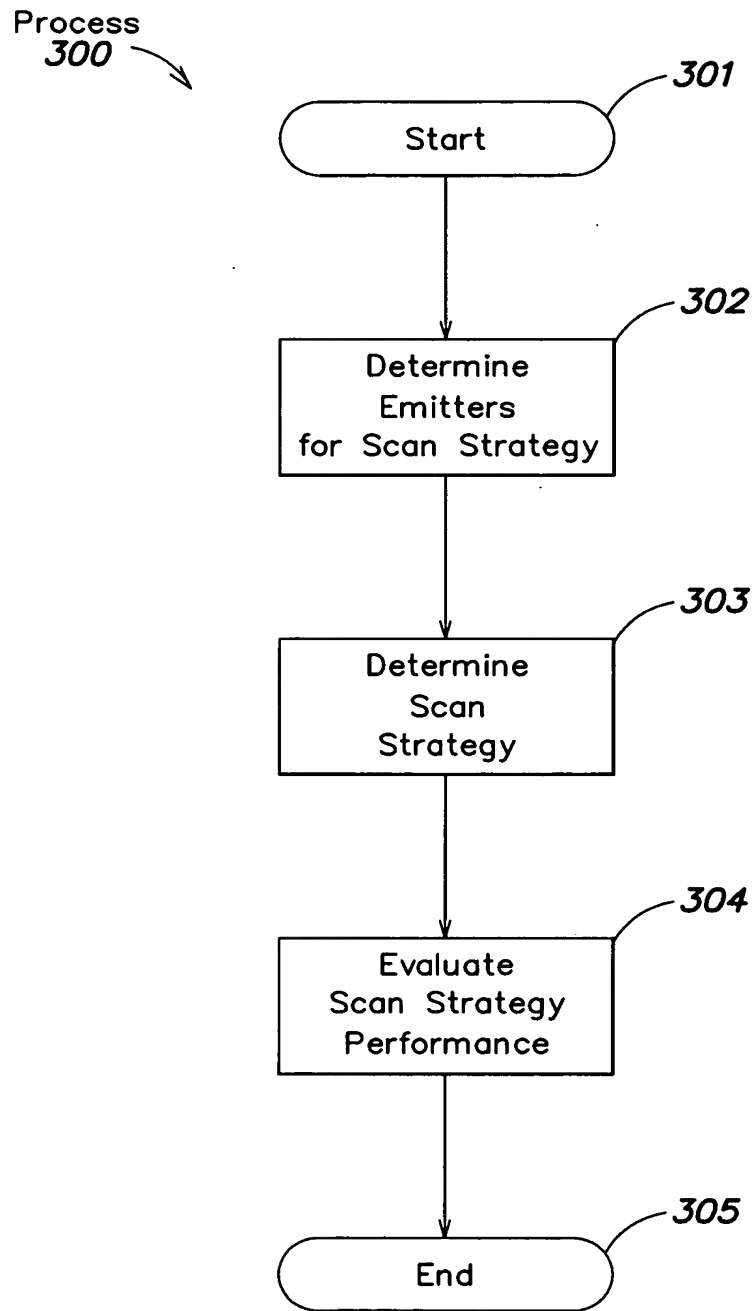 Process
300
301
Start
302
Determine
Emitters
for Scan Strategy
303
Determine
Scan
Strategy
304
Evaluate
Scan Strategy
Performance
305
End